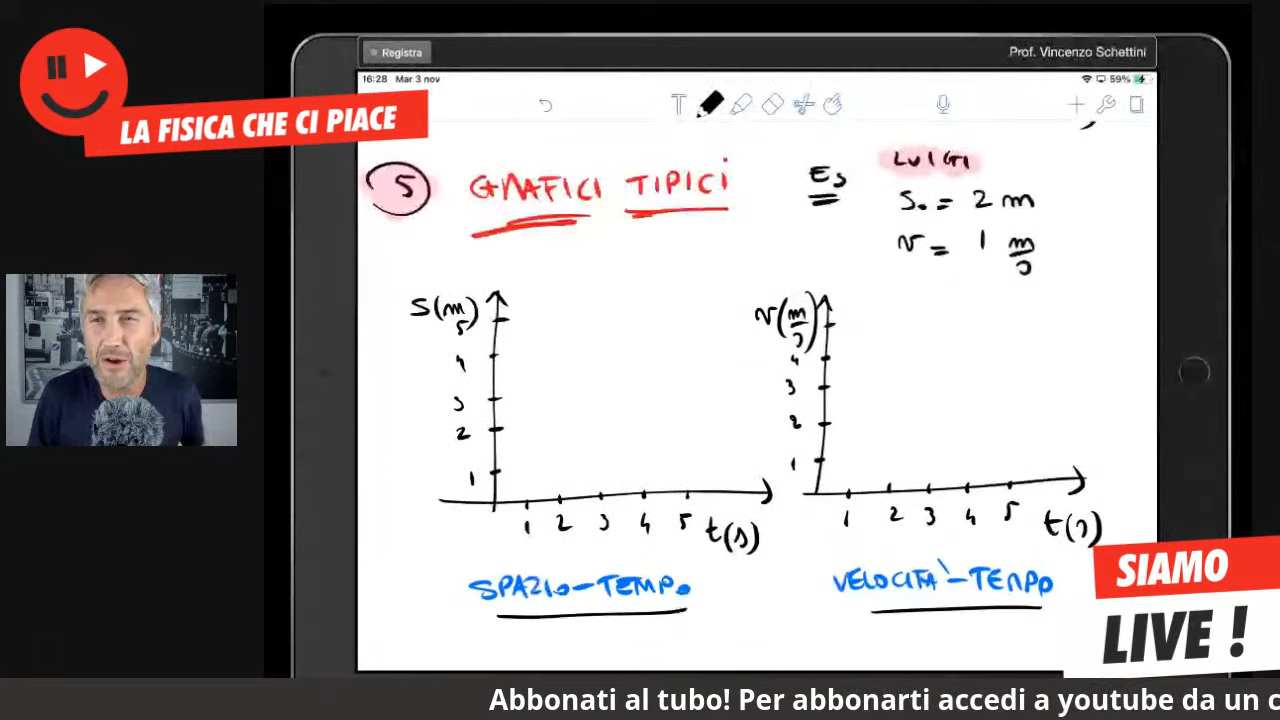 Registra
Prof. Vincenzo Schettini
16:28 Mar 3 nov
59%
LA FISICA CHE CI PIACE
5 GRAFICI TIPICI
Es
LUIGI
S₀ = 2 m
v = 1 m/s
S(m)
5
4
3
2
1
1 2 3 4 5 t(s)
SPAZIO-TEMPO
v(m/s)
4
3
2
1
1 2 3 4 5 t(s)
VELOCITA'-TEMPO
SIAMO
LIVE !
Abbonati al tubo! Per abbonarti accedi a youtube da un c